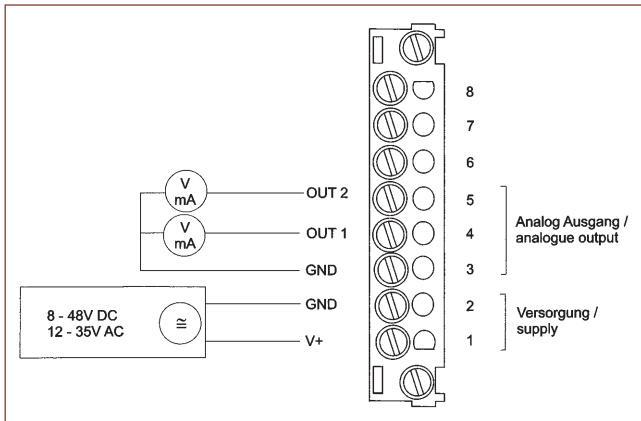 8
7
6
V
mA
OUT 2
5
V
mA
OUT 1
4
Analog Ausgang /
analogue output
GND
3
GND
2
8 - 48V DC
12 - 35V AC
≅
Versorgung /
supply
V+
1